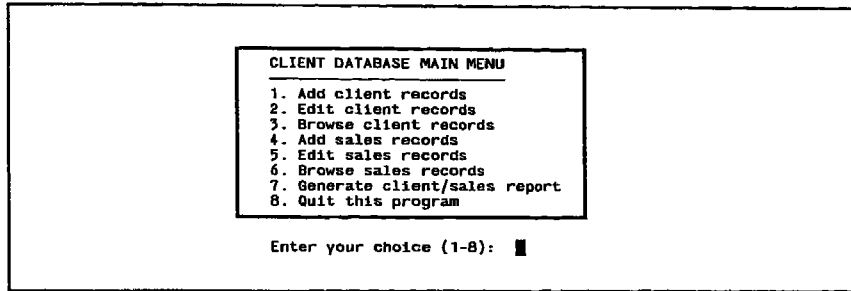 CLIENT DATABASE MAIN MENU
1. Add client records
2. Edit client records
3. Browse client records
4. Add sales records
5. Edit sales records
6. Browse sales records
7. Generate client/sales report
8. Quit this program
Enter your choice (1-8):